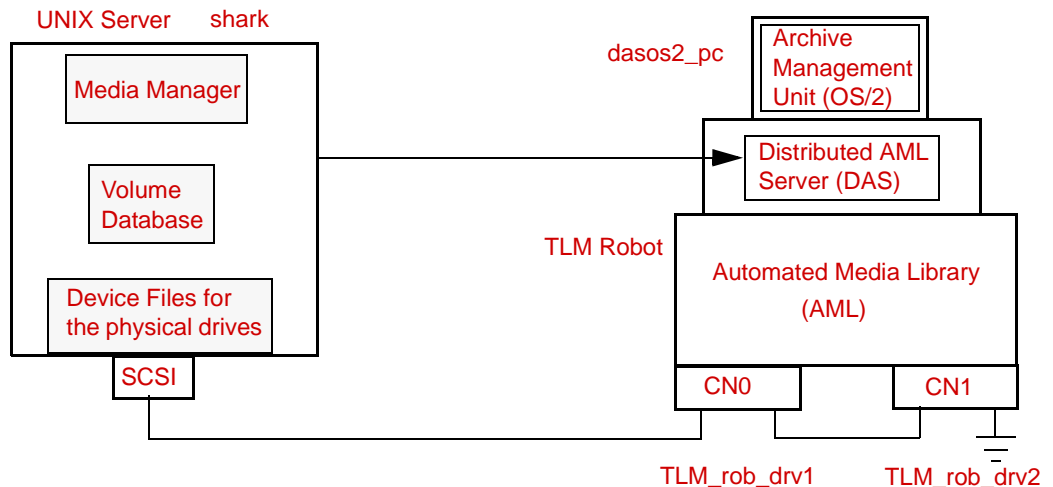 UNIX Server shark
Media Manager
Volume
Database
Device Files for
the physical drives
SCSI
dasos2_pc
Archive
Management
Unit (OS/2)
Distributed AML
Server (DAS)
TLM Robot
Automated Media Library
(AML)
CN0
CN1
TLM_rob_drv1
TLM_rob_drv2